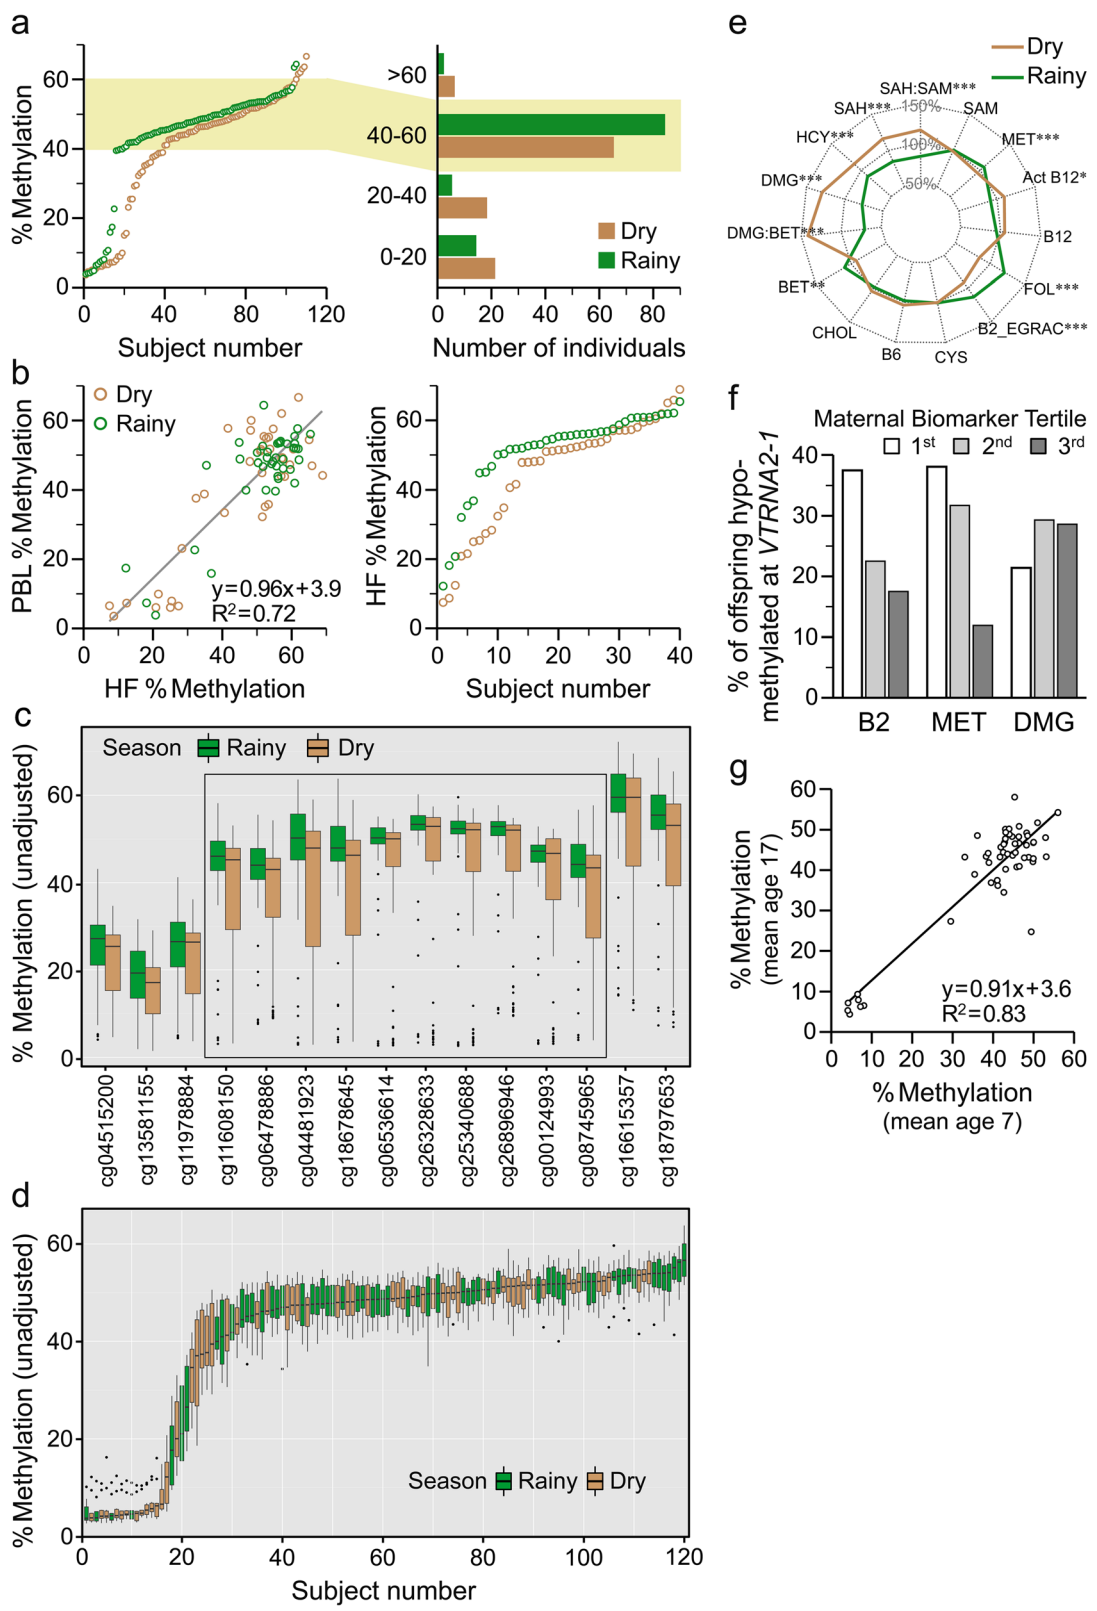 a
% Methylation
60
40
20
0
0 40 80 120
Subject number
>60
40-60
20-40
0-20
Dry
Rainy
0 20 40 60 80
Number of individuals
b
Dry
Rainy
PBL % Methylation
60
40
20
0
y=0.96x+3.9
R²=0.72
0 20 40 60
HF % Methylation
HF % Methylation
60
40
20
0
0 10 20 30 40
Subject number
c
Season Rainy Dry
% Methylation (unadjusted)
60
40
20
0
cg04515200
cg13581155
cg11978884
cg11608150
cg06478886
cg04481923
cg18678645
cg06536614
cg26328633
cg25340688
cg26896946
cg00124993
cg08745965
cg16615357
cg18797653
d
% Methylation (unadjusted)
60
40
20
0
Season Rainy Dry
0 20 40 60 80 100 120
Subject number
e
Dry
Rainy
SAH:SAM***
150%
100%
50%
SAM
MET***
Act B12*
B12
FOL***
B2_EGRAC***
CYS
B6
CHOL
BET**
DMG:BET***
DMG***
HCY***
SAH***
f
Maternal Biomarker Tertile
1st 2nd 3rd
% of offspring hypo-
methylated at VTRNA2-1
40
30
20
10
0
B2 MET DMG
g
% Methylation
(mean age 17)
60
50
40
30
20
10
0
y=0.91x+3.6
R²=0.83
0 10 20 30 40 50 60
% Methylation
(mean age 7)